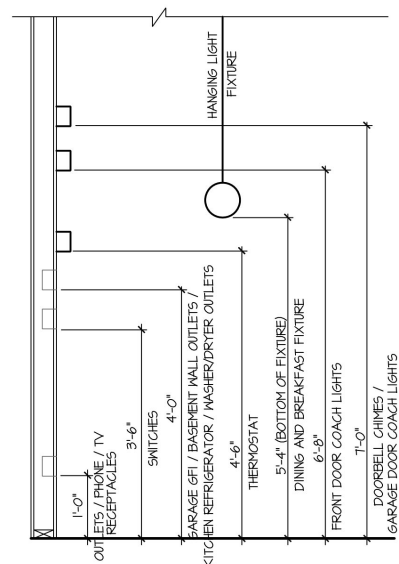 HANGING LIGHT
FIXTURE
1'-0"
OUTLETS / PHONE / TV
RECEPTACLES
3'-6"
SWITCHES
4'-0"
GARAGE GFI / BASEMENT WALL OUTLETS /
KITCHEN REFRIGERATOR / WASHER/DRYER OUTLETS
4'-6"
THERMOSTAT
5'-4" (BOTTOM OF FIXTURE)
DINING AND BREAKFAST FIXTURE
6'-8"
FRONT DOOR COACH LIGHTS
7'-0"
DOORBELL CHIMES /
GARAGE DOOR COACH LIGHTS